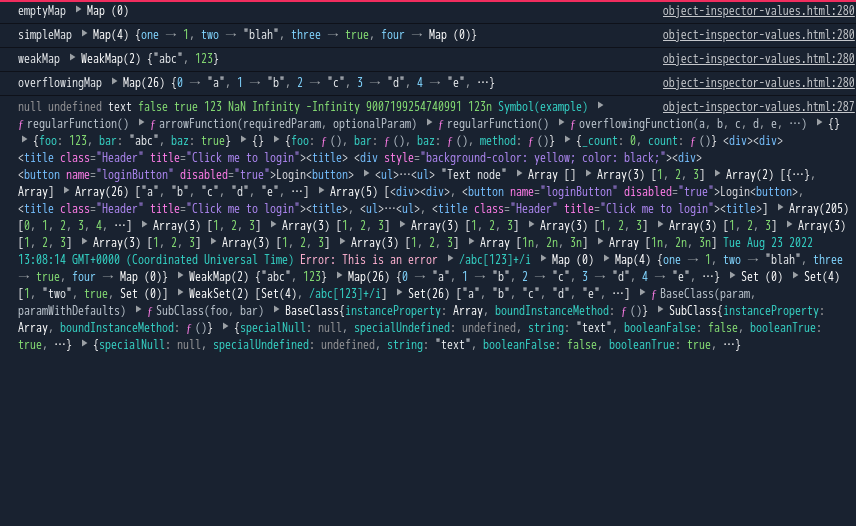 emptyMap ▶ Map (0) object-inspector-values.html:280
simpleMap ▶ Map(4) {one → 1, two → "blah", three → true, four → Map (0)} object-inspector-values.html:280
weakMap ▶ WeakMap(2) {"abc", 123} object-inspector-values.html:280
overflowingMap ▶ Map(26) {0 → "a", 1 → "b", 2 → "c", 3 → "d", 4 → "e", …} object-inspector-values.html:280
null undefined text false true 123 NaN Infinity -Infinity 9007199254740991 123n Symbol(example) ▶ object-inspector-values.html:287
ƒ regularFunction() ▶ ƒ arrowFunction(requiredParam, optionalParam) ▶ ƒ regularFunction() ▶ ƒ overflowingFunction(a, b, c, d, e, …) ▶ {}
▶ {foo: 123, bar: "abc", baz: true} ▶ {} ▶ {foo: ƒ (), bar: ƒ (), baz: ƒ (), method: ƒ ()} ▶ {_count: 0, count: ƒ ()} <div><div>
<title class="Header" title="Click me to login"><title> <div style="background-color: yellow; color: black;"><div>
<button name="loginButton" disabled="true">Login<button> ▶ <ul>…<ul> "Text node" ▶ Array [] ▶ Array(3) [1, 2, 3] ▶ Array(2) [{…},
Array] ▶ Array(26) ["a", "b", "c", "d", "e", …] ▶ Array(5) [<div><div>, <button name="loginButton" disabled="true">Login<button>,
<title class="Header" title="Click me to login"><title>, <ul>…<ul>, <title class="Header" title="Click me to login"><title>] ▶ Array(205)
[0, 1, 2, 3, 4, …] ▶ Array(3) [1, 2, 3] ▶ Array(3) [1, 2, 3] ▶ Array(3) [1, 2, 3] ▶ Array(3) [1, 2, 3] ▶ Array(3) [1, 2, 3] ▶ Array(3)
[1, 2, 3] ▶ Array(3) [1, 2, 3] ▶ Array(3) [1, 2, 3] ▶ Array(3) [1, 2, 3] ▶ Array [1n, 2n, 3n] ▶ Array [1n, 2n, 3n] Tue Aug 23 2022
13:08:14 GMT+0000 (Coordinated Universal Time) Error: This is an error ▶ /abc[123]+/i ▶ Map (0) ▶ Map(4) {one → 1, two → "blah", three
→ true, four → Map (0)} ▶ WeakMap(2) {"abc", 123} ▶ Map(26) {0 → "a", 1 → "b", 2 → "c", 3 → "d", 4 → "e", …} ▶ Set (0) ▶ Set(4)
[1, "two", true, Set (0)] ▶ WeakSet(2) [Set(4), /abc[123]+/i] ▶ Set(26) ["a", "b", "c", "d", "e", …] ▶ ƒ BaseClass(param,
paramWithDefaults) ▶ ƒ SubClass(foo, bar) ▶ BaseClass{instanceProperty: Array, boundInstanceMethod: ƒ ()} ▶ SubClass{instanceProperty:
Array, boundInstanceMethod: ƒ ()} ▶ {specialNull: null, specialUndefined: undefined, string: "text", booleanFalse: false, booleanTrue:
true, …} ▶ {specialNull: null, specialUndefined: undefined, string: "text", booleanFalse: false, booleanTrue: true, …}